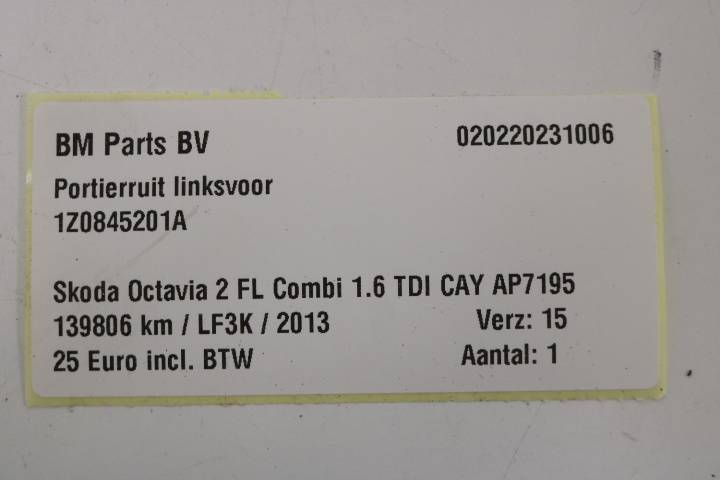 BM Parts BV 020220231006
Portierruit linksvoor
1Z0845201A
Skoda Octavia 2 FL Combi 1.6 TDI CAY AP7195
139806 km / LF3K / 2013 Verz: 15
25 Euro incl. BTW Aantal: 1